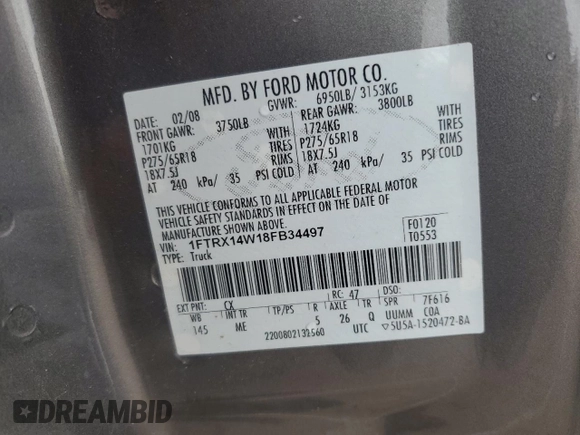 MFD. BY FORD MOTOR CO.
DATE: 02/08 GVWR: 6950LB/ 3153KG
FRONT GAWR: 3750LB REAR GAWR: 3800LB
1701KG 1724KG
P275/65R18 TIRES P275/65R18 TIRES
18X7.5J RIMS 18X7.5J RIMS
AT 240 kPa/ 35 PSI COLD AT 240 kPa/ 35 PSI COLD
THIS VEHICLE CONFORMS TO ALL APPLICABLE FEDERAL MOTOR
VEHICLE SAFETY STANDARDS IN EFFECT ON THE DATE OF
MANUFACTURE SHOWN ABOVE.
VIN: 1FTRX14W18FB34497 F0120
TYPE: Truck T0553
EXT PNT: CX RC: 47 DSO:
WB INT TR TP/PS R AXLE TR SPR 7F616
145 ME 5 26 Q UUMM COA
2200802132560 UTC 5U5A-1520472-BA
DREAMBID